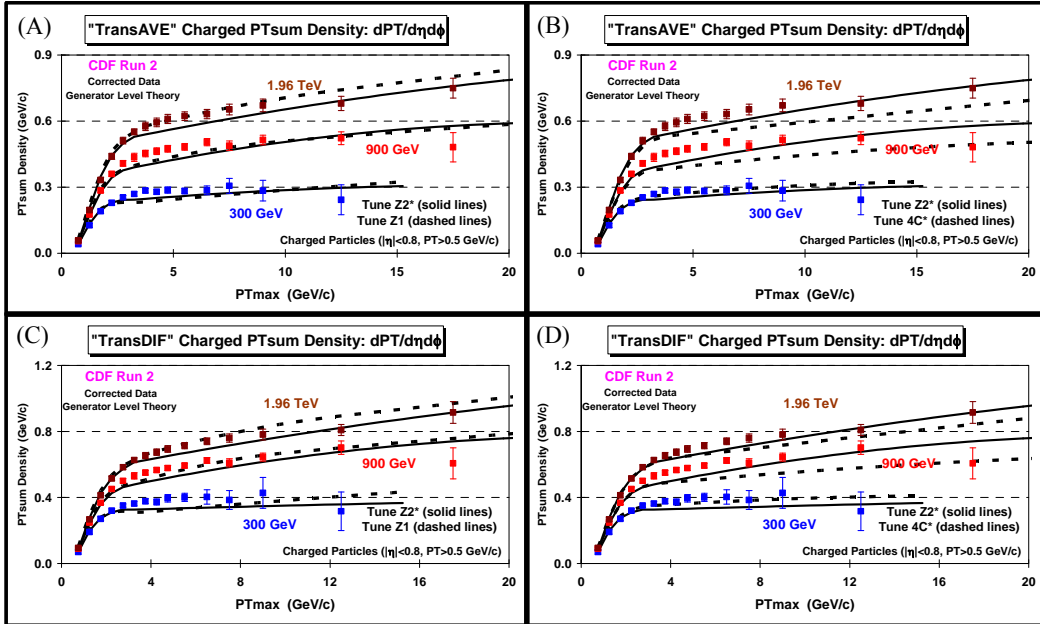 (A)
"TransAVE" Charged PTsum Density: dPT/dηdϕ
CDF Run 2
Corrected Data
Generator Level Theory
1.96 TeV
900 GeV
300 GeV
Tune Z2* (solid lines)
Tune Z1 (dashed lines)
Charged Particles (|η|<0.8, PT>0.5 GeV/c)
PTsum Density (GeV/c)
0.9
0.6
0.3
0.0
0 5 10 15 20
PTmax (GeV/c)
(B)
"TransAVE" Charged PTsum Density: dPT/dηdϕ
CDF Run 2
Corrected Data
Generator Level Theory
1.96 TeV
900 GeV
300 GeV
Tune Z2* (solid lines)
Tune 4C* (dashed lines)
Charged Particles (|η|<0.8, PT>0.5 GeV/c)
PTsum Density (GeV/c)
0.9
0.6
0.3
0.0
0 5 10 15 20
PTmax (GeV/c)
(C)
"TransDIF" Charged PTsum Density: dPT/dηdϕ
CDF Run 2
Corrected Data
Generator Level Theory
1.96 TeV
900 GeV
300 GeV
Tune Z2* (solid lines)
Tune Z1 (dashed lines)
Charged Particles (|η|<0.8, PT>0.5 GeV/c)
PTsum Density (GeV/c)
1.2
0.8
0.4
0.0
0 4 8 12 16 20
PTmax (GeV/c)
(D)
"TransDIF" Charged PTsum Density: dPT/dηdϕ
CDF Run 2
Corrected Data
Generator Level Theory
1.96 TeV
900 GeV
300 GeV
Tune Z2* (solid lines)
Tune 4C* (dashed lines)
Charged Particles (|η|<0.8, PT>0.5 GeV/c)
PTsum Density (GeV/c)
1.2
0.8
0.4
0.0
0 4 8 12 16 20
PTmax (GeV/c)